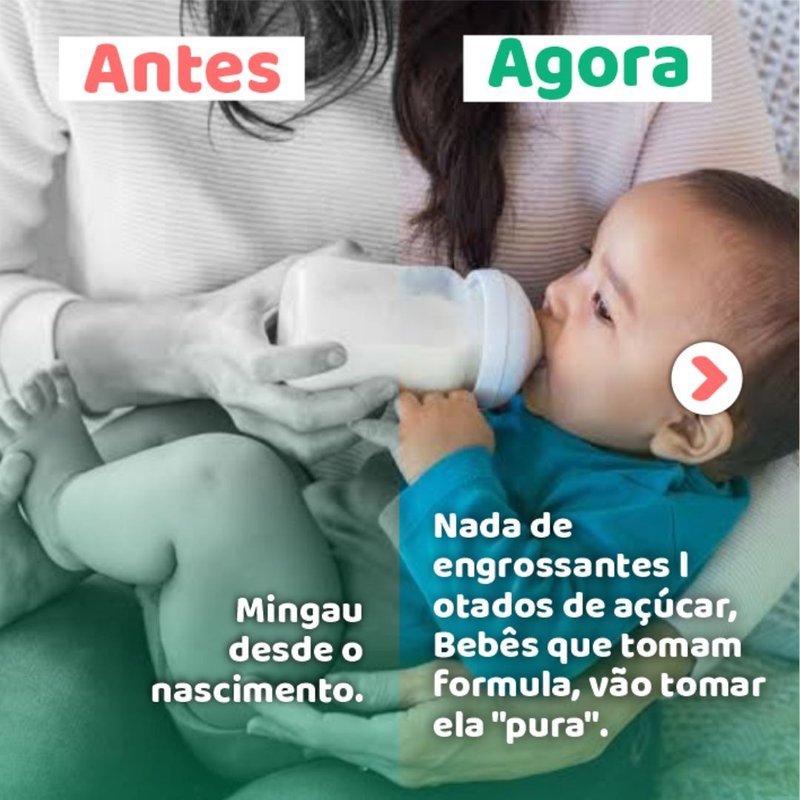 Antes
Agora
Mingau
desde o
nascimento.
Nada de
engrossantes l
otados de açúcar,
Bebês que tomam
formula, vão tomar
ela "pura".